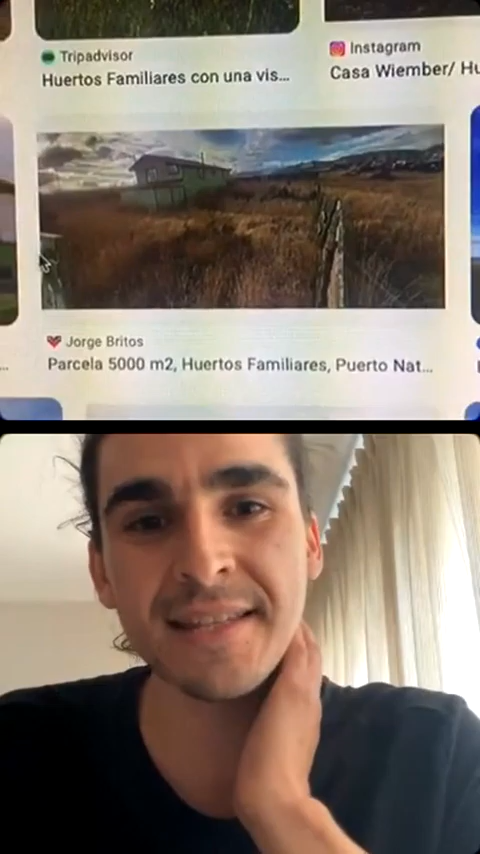 Tripadvisor
Huertos Familiares con una vis...
Instagram
Casa Wiember/ Hu
Jorge Britos
Parcela 5000 m2, Huertos Familiares, Puerto Nat...